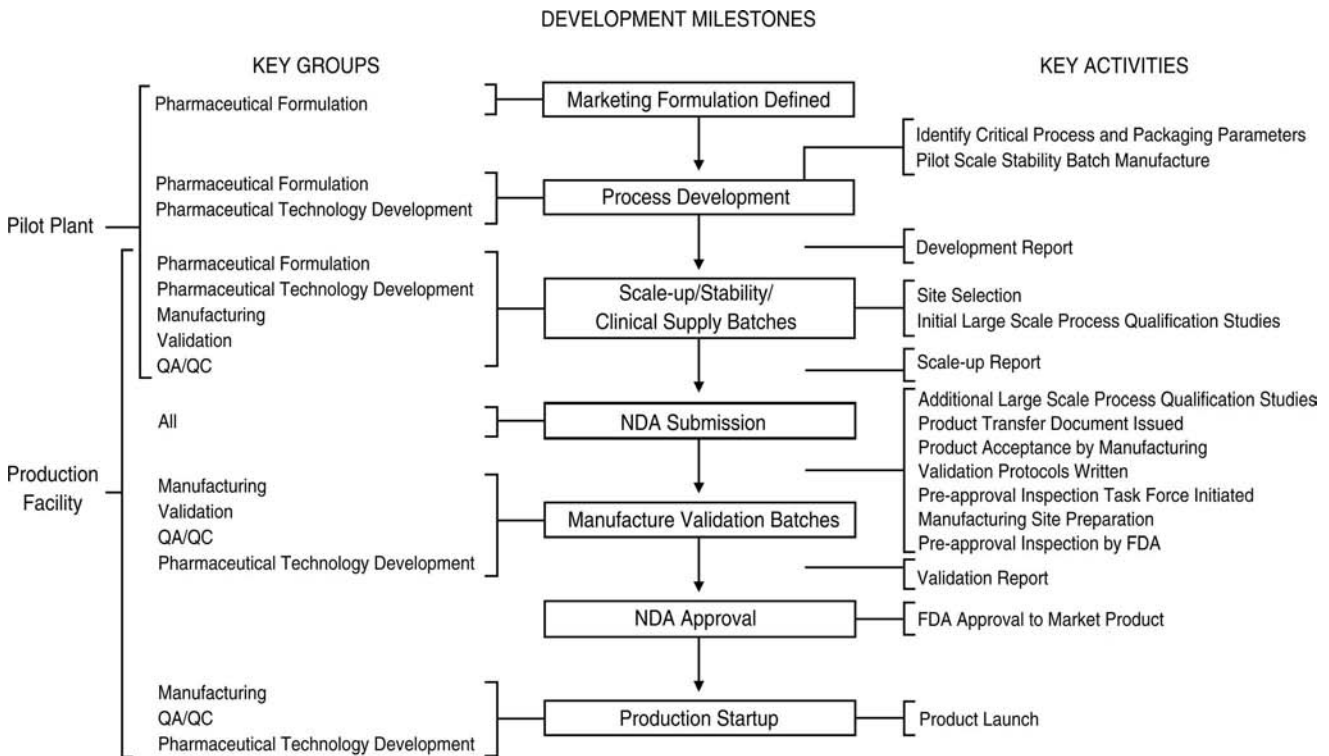 DEVELOPMENT MILESTONES
KEY GROUPS
KEY ACTIVITIES
Pharmaceutical Formulation
Marketing Formulation Defined
Identify Critical Process and Packaging Parameters
Pilot Scale Stability Batch Manufacture
Pharmaceutical Formulation
Pharmaceutical Technology Development
Process Development
Pilot Plant
Development Report
Pharmaceutical Formulation
Pharmaceutical Technology Development
Manufacturing
Validation
QA/QC
Scale-up/Stability/
Clinical Supply Batches
Site Selection
Initial Large Scale Process Qualification Studies
Scale-up Report
All
NDA Submission
Additional Large Scale Process Qualification Studies
Product Transfer Document Issued
Product Acceptance by Manufacturing
Validation Protocols Written
Pre-approval Inspection Task Force Initiated
Manufacturing Site Preparation
Pre-approval Inspection by FDA
Production
Facility
Manufacturing
Validation
QA/QC
Pharmaceutical Technology Development
Manufacture Validation Batches
Validation Report
NDA Approval
FDA Approval to Market Product
Manufacturing
QA/QC
Pharmaceutical Technology Development
Production Startup
Product Launch